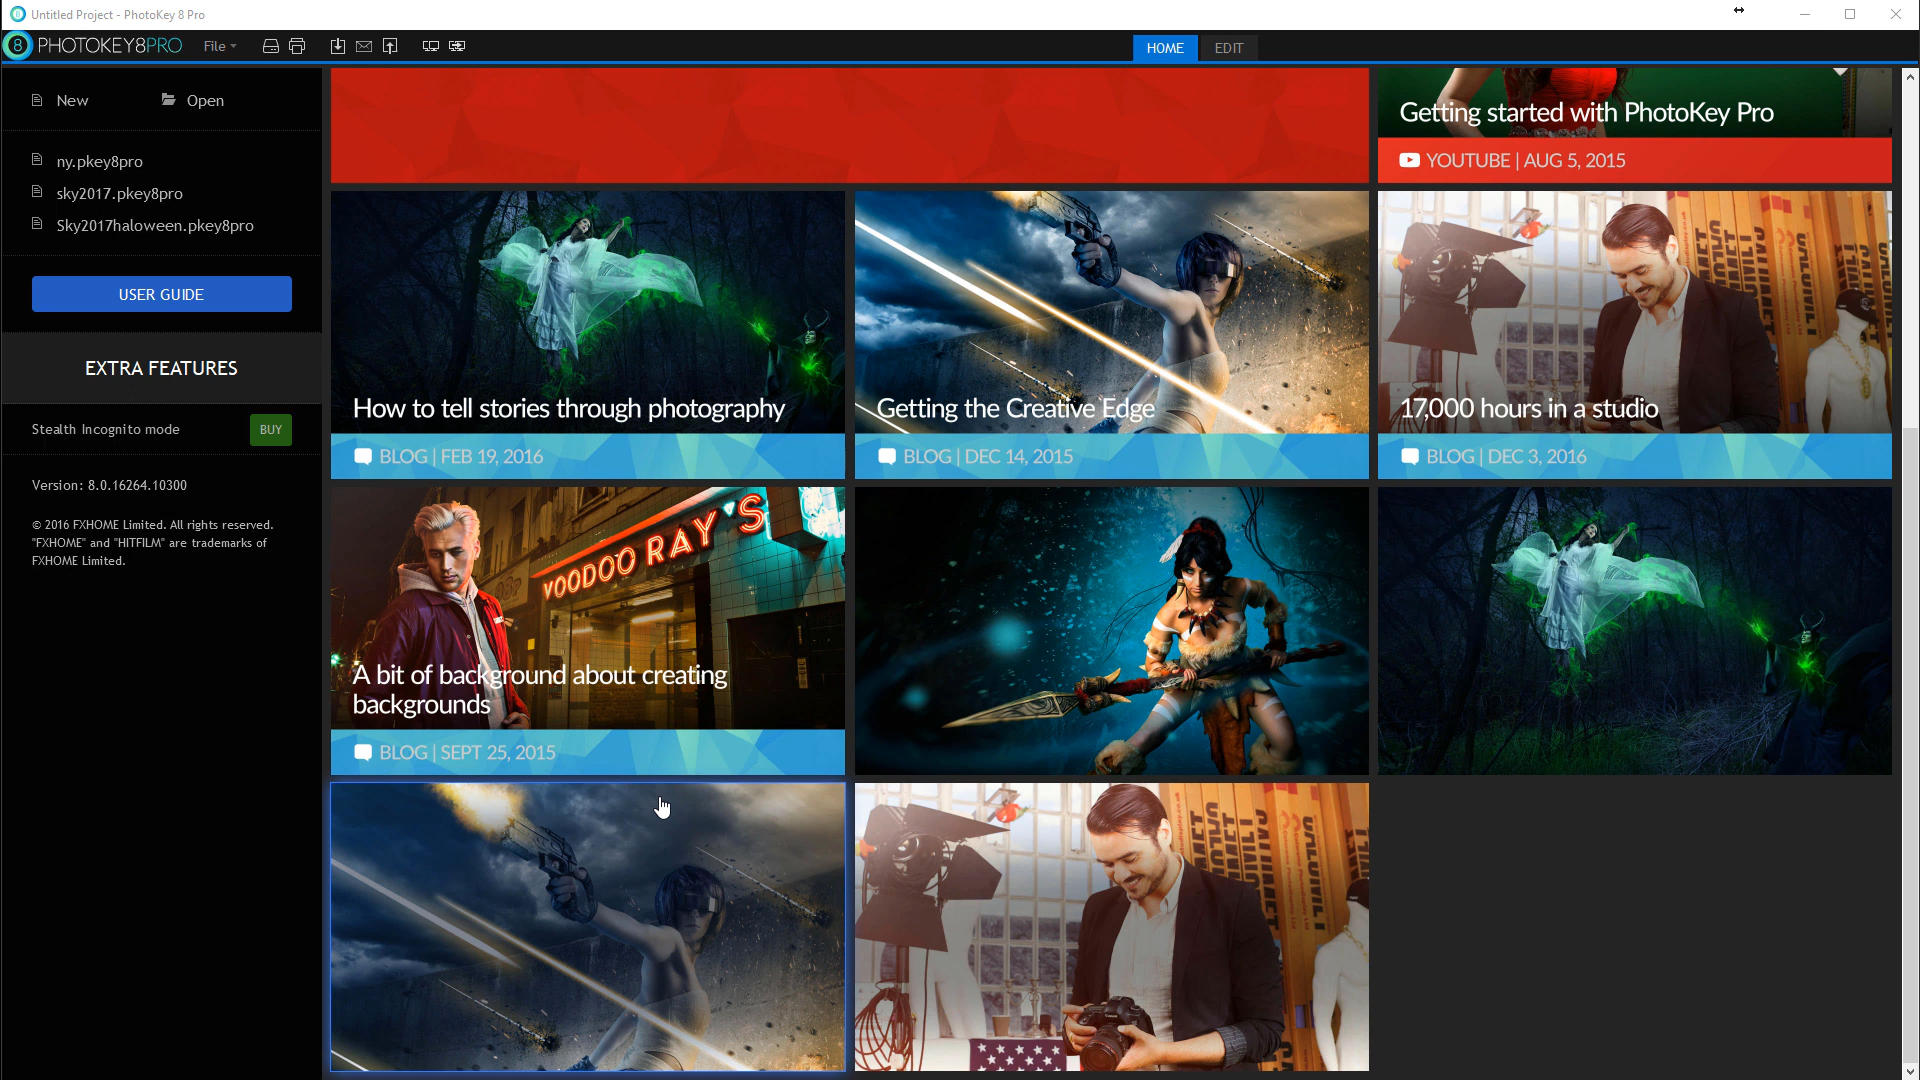 8 Untitled Project - PhotoKey 8 Pro
8 PHOTOKEY8PRO File HOME EDIT
New Open
ny.pkey8pro
sky2017.pkey8pro
Sky2017haloween.pkey8pro
USER GUIDE
EXTRA FEATURES
Stealth Incognito mode BUY
Version: 8.0.16264.10300
© 2016 FXHOME Limited. All rights reserved.
"FXHOME" and "HITFILM" are trademarks of
FXHOME Limited.
Getting started with PhotoKey Pro
YOUTUBE | AUG 5, 2015
How to tell stories through photography
BLOG | FEB 19, 2016
Getting the Creative Edge
BLOG | DEC 14, 2015
17,000 hours in a studio
BLOG | DEC 3, 2016
VOODOO RAY'S
A bit of background about creating
backgrounds
BLOG | SEPT 25, 2015